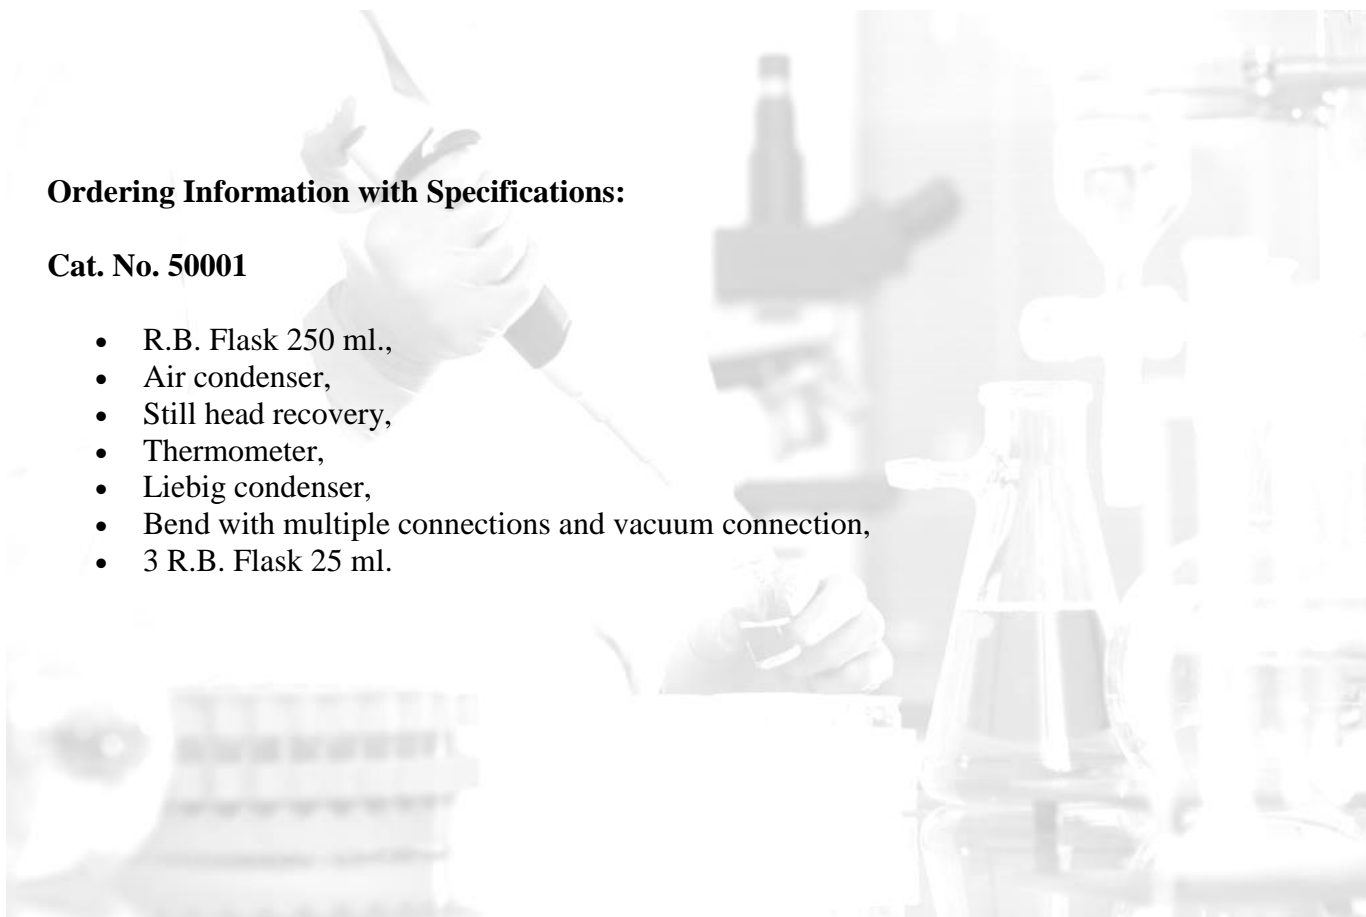 Ordering Information with Specifications:
Cat. No. 50001
• R.B. Flask 250 ml.,
• Air condenser,
• Still head recovery,
• Thermometer,
• Liebig condenser,
• Bend with multiple connections and vacuum connection,
• 3 R.B. Flask 25 ml.